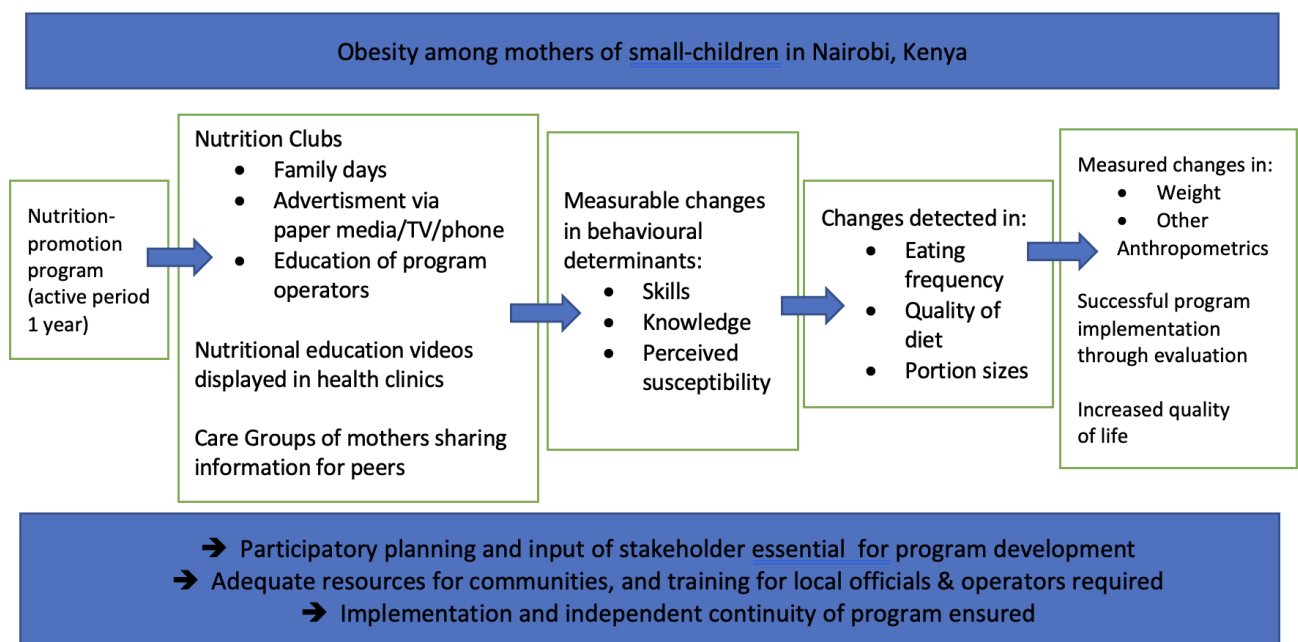 Obesity among mothers of small-children in Nairobi, Kenya
Nutrition-
promotion
program
(active period
1 year)
Nutrition Clubs
• Family days
• Advertisment via
paper media/TV/phone
• Education of program
operators
Nutritional education videos
displayed in health clinics
Care Groups of mothers sharing
information for peers
Measurable changes
in behavioural
determinants:
• Skills
• Knowledge
• Perceived
susceptibility
Changes detected in:
• Eating
frequency
• Quality of
diet
• Portion sizes
Measured changes in:
• Weight
• Other
Anthropometrics
Successful program
implementation
through evaluation
Increased quality
of life
➔ Participatory planning and input of stakeholder essential for program development
➔ Adequate resources for communities, and training for local officials & operators required
➔ Implementation and independent continuity of program ensured